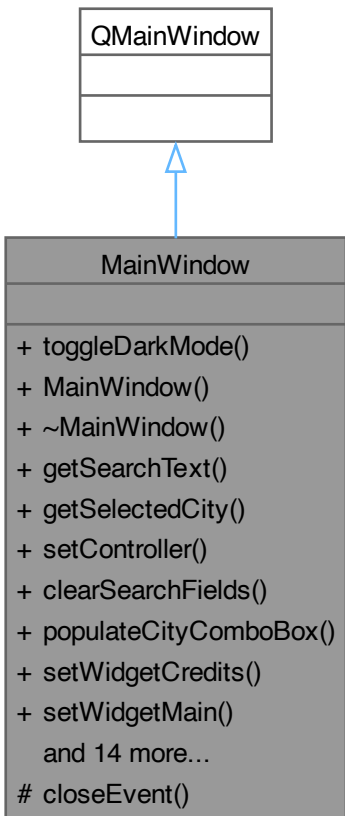 QMainWindow
MainWindow
+ toggleDarkMode()
+ MainWindow()
+ ~MainWindow()
+ getSearchText()
+ getSelectedCity()
+ setController()
+ clearSearchFields()
+ populateCityComboBox()
+ setWidgetCredits()
+ setWidgetMain()
and 14 more...
# closeEvent()